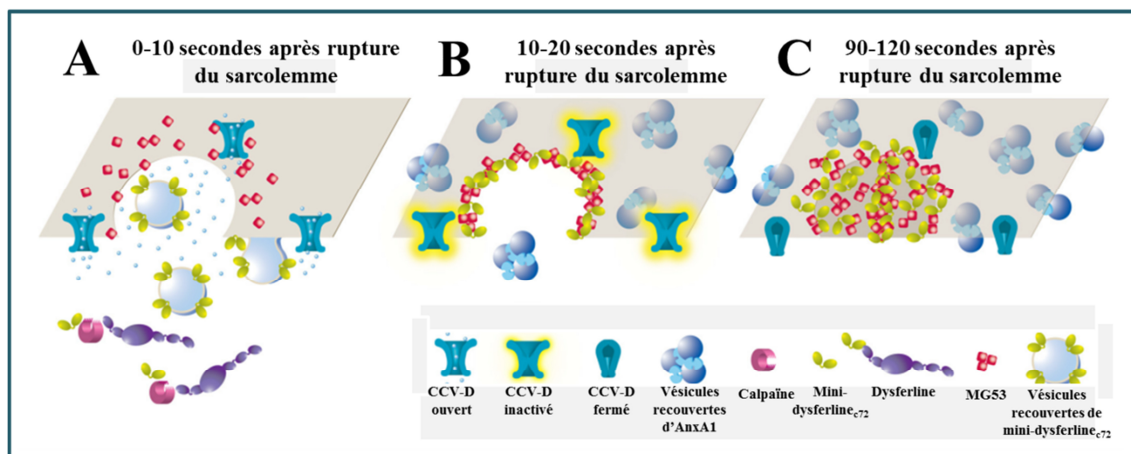 A
0-10 secondes après rupture
du sarcolemme
B
10-20 secondes après
rupture du sarcolemme
C
90-120 secondes après
rupture du sarcolemme
CCV-D
ouvert
CCV-D
inactivé
CCV-D
fermé
Vésicules
recouvertes
d'AnxA1
Calpaïne
Mini-
dysferlinec72
Dysferline
MG53
Vésicules
recouvertes de
mini-dysferlinec72